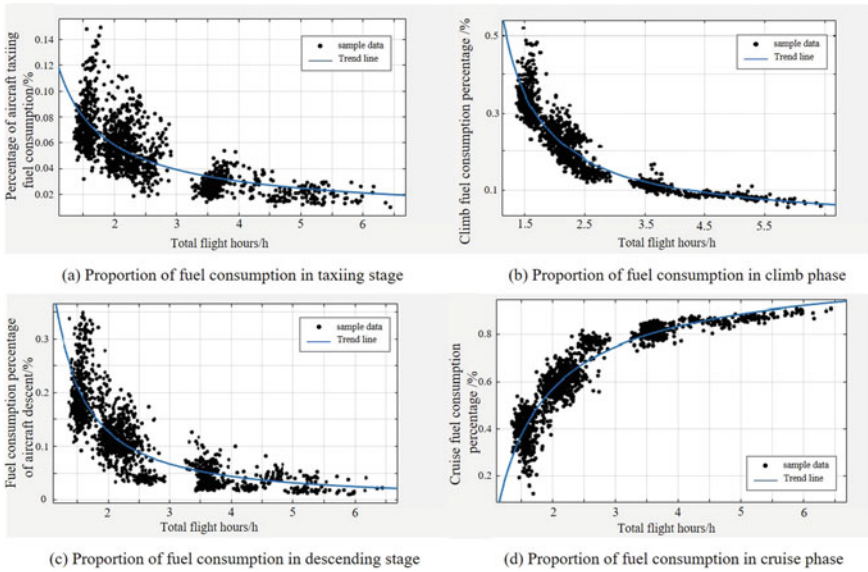 0.14
0.12
0.10
0.08
0.06
0.04
0.02
2
3
4
5
6
Percentage of aircraft taxiing
fuel consumption/%
sample data
Trend line
Total flight hours/h
(a) Proportion of fuel consumption in taxiing stage
0.5
0.3
0.1
1.5
2.5
3.5
4.5
5.5
Climb fuel consumption percentage /%
sample data
Trend line
Total flight hours/h
(b) Proportion of fuel consumption in climb phase
0.3
0.2
0.1
0
1
2
3
4
5
6
Fuel consumption percentage
of aircraft descent/%
sample data
Trend line
Total flight hours/h
(c) Proportion of fuel consumption in descending stage
0.8
0.6
0.4
0.2
2
3
4
5
6
Cruise fuel consumption
percentage /%
sample data
Trend line
Total flight hours/h
(d) Proportion of fuel consumption in cruise phase